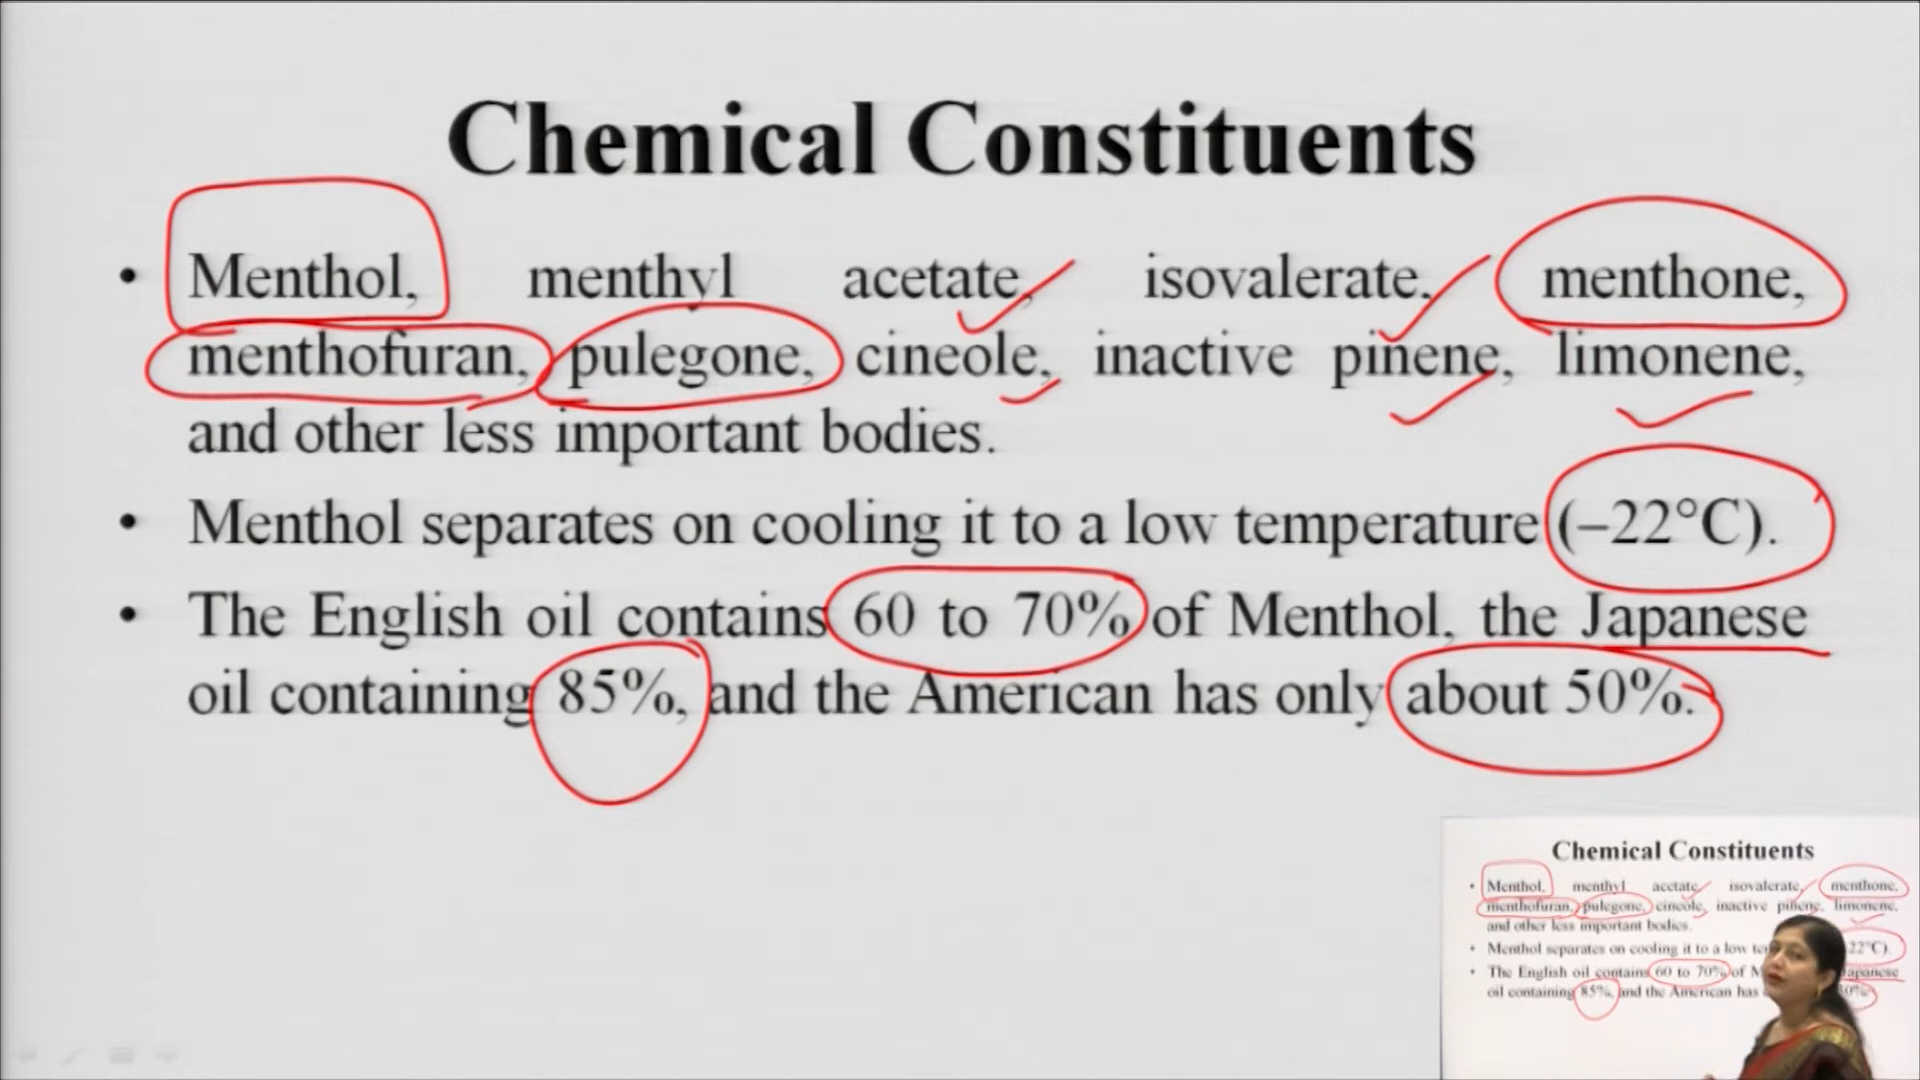 Chemical Constituents
• Menthol, menthyl acetate, isovalerate, menthone,
menthofuran, pulegone, cineole, inactive pinene, limonene,
and other less important bodies.
• Menthol separates on cooling it to a low temperature (–22°C).
• The English oil contains 60 to 70% of Menthol, the Japanese
oil containing 85%, and the American has only about 50%.
Chemical Constituents
• Menthol, menthyl acetate, isovalerate, menthone,
menthofuran, pulegone, cineole, inactive pinene, limonene,
and other less important bodies.
• Menthol separates on cooling it to a low 22°C).
• The English oil contains 60 to 70% of Japanese
oil containing 85%, and the American has